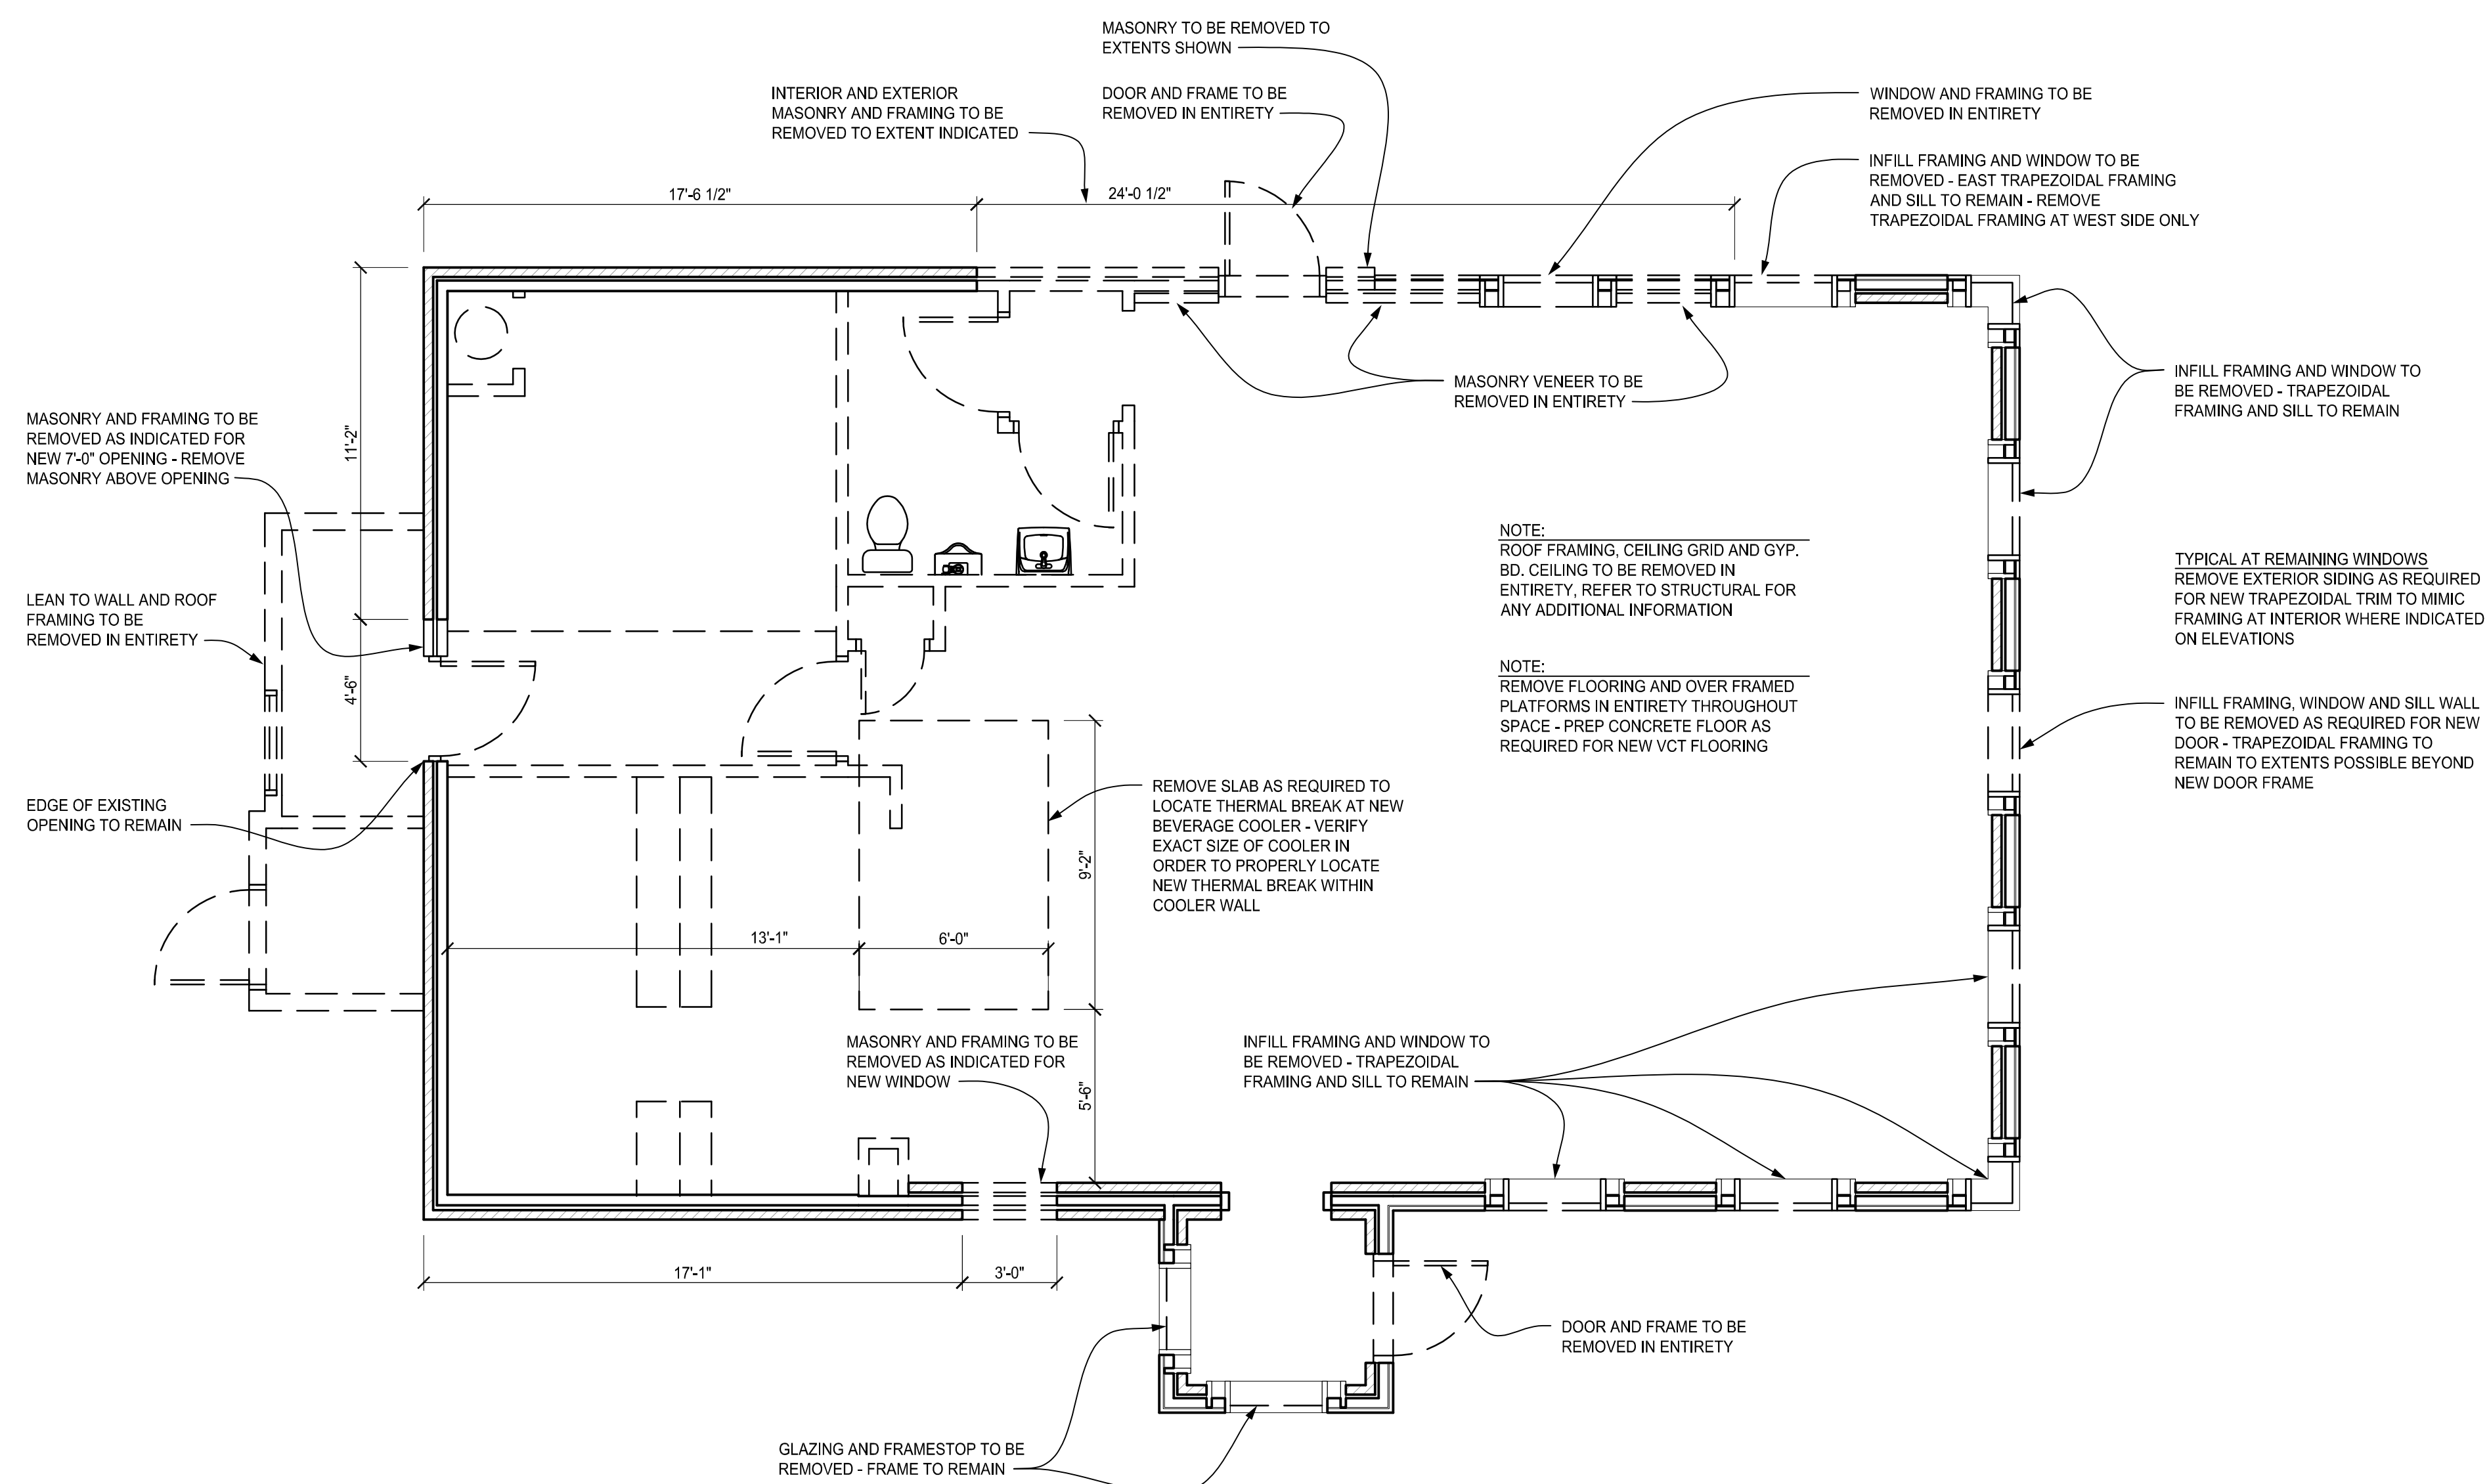 MASONRY TO BE REMOVED TO
EXTENTS SHOWN
INTERIOR AND EXTERIOR
MASONRY AND FRAMING TO BE
REMOVED TO EXTENT INDICATED
DOOR AND FRAME TO BE
REMOVED IN ENTIRETY
WINDOW AND FRAMING TO BE
REMOVED IN ENTIRETY
INFILL FRAMING AND WINDOW TO BE
REMOVED - EAST TRAPEZOIDAL FRAMING
AND SILL TO REMAIN - REMOVE
TRAPEZOIDAL FRAMING AT WEST SIDE ONLY
17'-6 1/2"
24'-0 1/2"
MASONRY VENEER TO BE
REMOVED IN ENTIRETY
INFILL FRAMING AND WINDOW TO
BE REMOVED - TRAPEZOIDAL
FRAMING AND SILL TO REMAIN
MASONRY AND FRAMING TO BE
REMOVED AS INDICATED FOR
NEW 7'-0" OPENING - REMOVE
MASONRY ABOVE OPENING
11'-2"
NOTE:
ROOF FRAMING, CEILING GRID AND GYP.
BD. CEILING TO BE REMOVED IN
ENTIRETY, REFER TO STRUCTURAL FOR
ANY ADDITIONAL INFORMATION
TYPICAL AT REMAINING WINDOWS
REMOVE EXTERIOR SIDING AS REQUIRED
FOR NEW TRAPEZOIDAL TRIM TO MIMIC
FRAMING AT INTERIOR WHERE INDICATED
ON ELEVATIONS
LEAN TO WALL AND ROOF
FRAMING TO BE
REMOVED IN ENTIRETY
4'-6"
NOTE:
REMOVE FLOORING AND OVER FRAMED
PLATFORMS IN ENTIRETY THROUGHOUT
SPACE - PREP CONCRETE FLOOR AS
REQUIRED FOR NEW VCT FLOORING
INFILL FRAMING, WINDOW AND SILL WALL
TO BE REMOVED AS REQUIRED FOR NEW
DOOR - TRAPEZOIDAL FRAMING TO
REMAIN TO EXTENTS POSSIBLE BEYOND
NEW DOOR FRAME
EDGE OF EXISTING
OPENING TO REMAIN
REMOVE SLAB AS REQUIRED TO
LOCATE THERMAL BREAK AT NEW
BEVERAGE COOLER - VERIFY
EXACT SIZE OF COOLER IN
ORDER TO PROPERLY LOCATE
NEW THERMAL BREAK WITHIN
COOLER WALL
9'-2"
13'-1"
6'-0"
MASONRY AND FRAMING TO BE
REMOVED AS INDICATED FOR
NEW WINDOW
5'-6"
INFILL FRAMING AND WINDOW TO
BE REMOVED - TRAPEZOIDAL
FRAMING AND SILL TO REMAIN
17'-1"
3'-0"
DOOR AND FRAME TO BE
REMOVED IN ENTIRETY
GLAZING AND FRAMESTOP TO BE
REMOVED - FRAME TO REMAIN